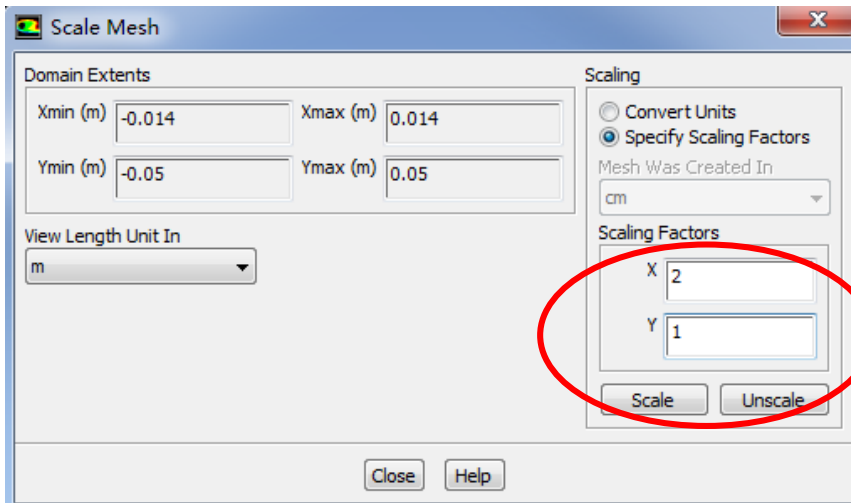 Scale Mesh
X
Domain Extents
Xmin (m) -0.014 Xmax (m) 0.014
Ymin (m) -0.05 Ymax (m) 0.05
View Length Unit In
m
Scaling
Convert Units
Specify Scaling Factors
Mesh Was Created In
cm
Scaling Factors
X 2
Y 1
Scale Unscale
Close Help